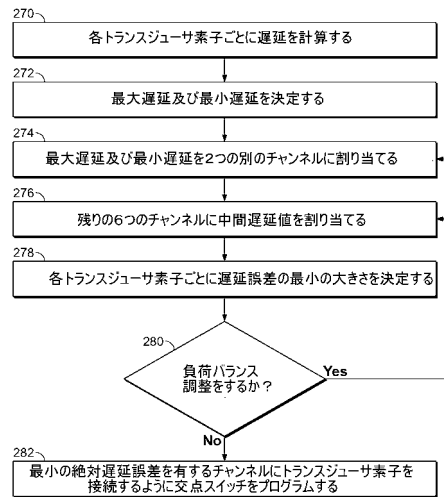 270
各トランスジューサ素子ごとに遅延を計算する
272
最大遅延及び最小遅延を決定する
274
最大遅延及び最小遅延を2つの別のチャンネルに割り当てる
276
残りの6つのチャンネルに中間遅延値を割り当てる
278
各トランスジューサ素子ごとに遅延誤差の最小の大きさを決定する
280
負荷バランス
調整をするか?
Yes
No
282
最小の絶対遅延誤差を有するチャンネルにトランスジューサ素子を
接続するように交点スイッチをプログラムする